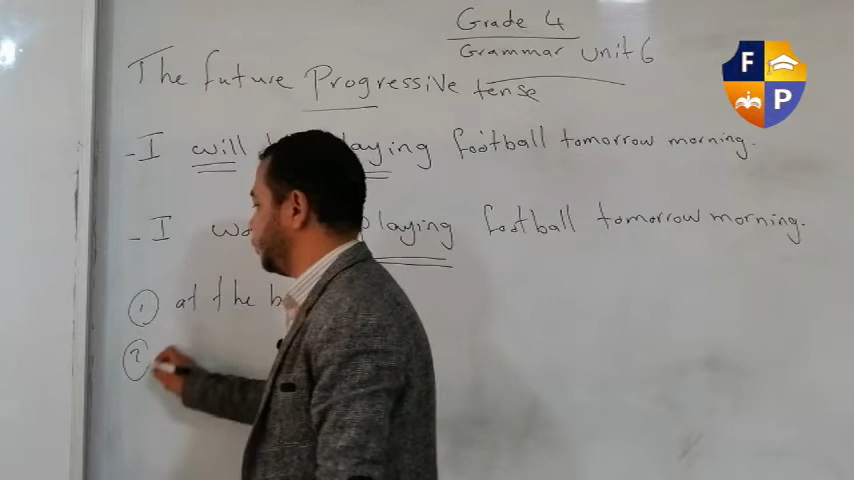 Grade 4
Grammar Unit 6
The future Progressive tense
F
P
- I will playing football tomorrow morning.
- I playing football tomorrow morning.
1 at the
2